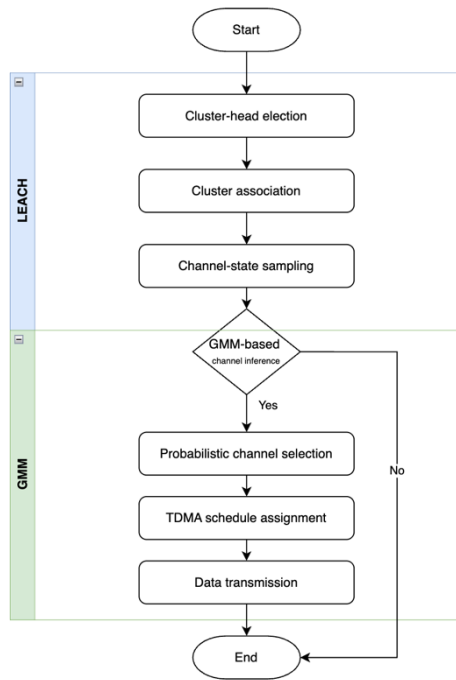 Start
LEACH
Cluster-head election
Cluster association
Channel-state sampling
GMM
GMM-based
channel inference
Yes
No
Probabilistic channel selection
TDMA schedule assignment
Data transmission
End